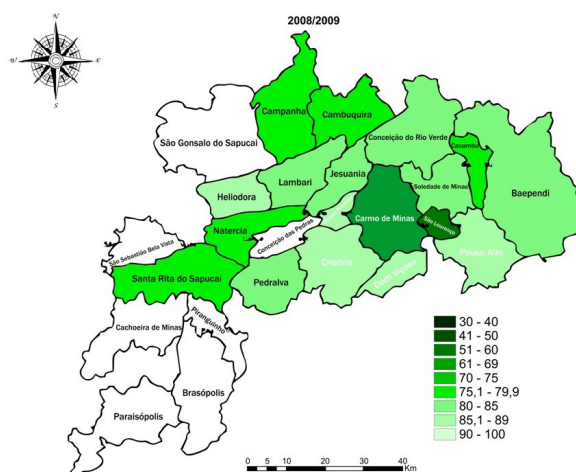 2008/2009
N
W
E
S
Campanha
Cambuquira
São Gonsalo do Sapucai
Conceição do Rio Verde
Caxambu
Jesuania
Lambari
Soledade de Minas
Heliodora
Baependi
Carmo de Minas
São Lourenço
Natercia
Conceição das Pedras
São Sebastião Bela Vista
Pouso Alto
Cristina
Dom Viçoso
Santa Rita do Sapucaí
Pedralva
Piranguinho
Cachoeira de Minas
Brasópolis
Paraisópolis
30 - 40
41 - 50
51 - 60
61 - 69
70 - 75
75,1 - 79,9
80 - 85
85,1 - 89
90 - 100
0 5 10 20 30 40
Km